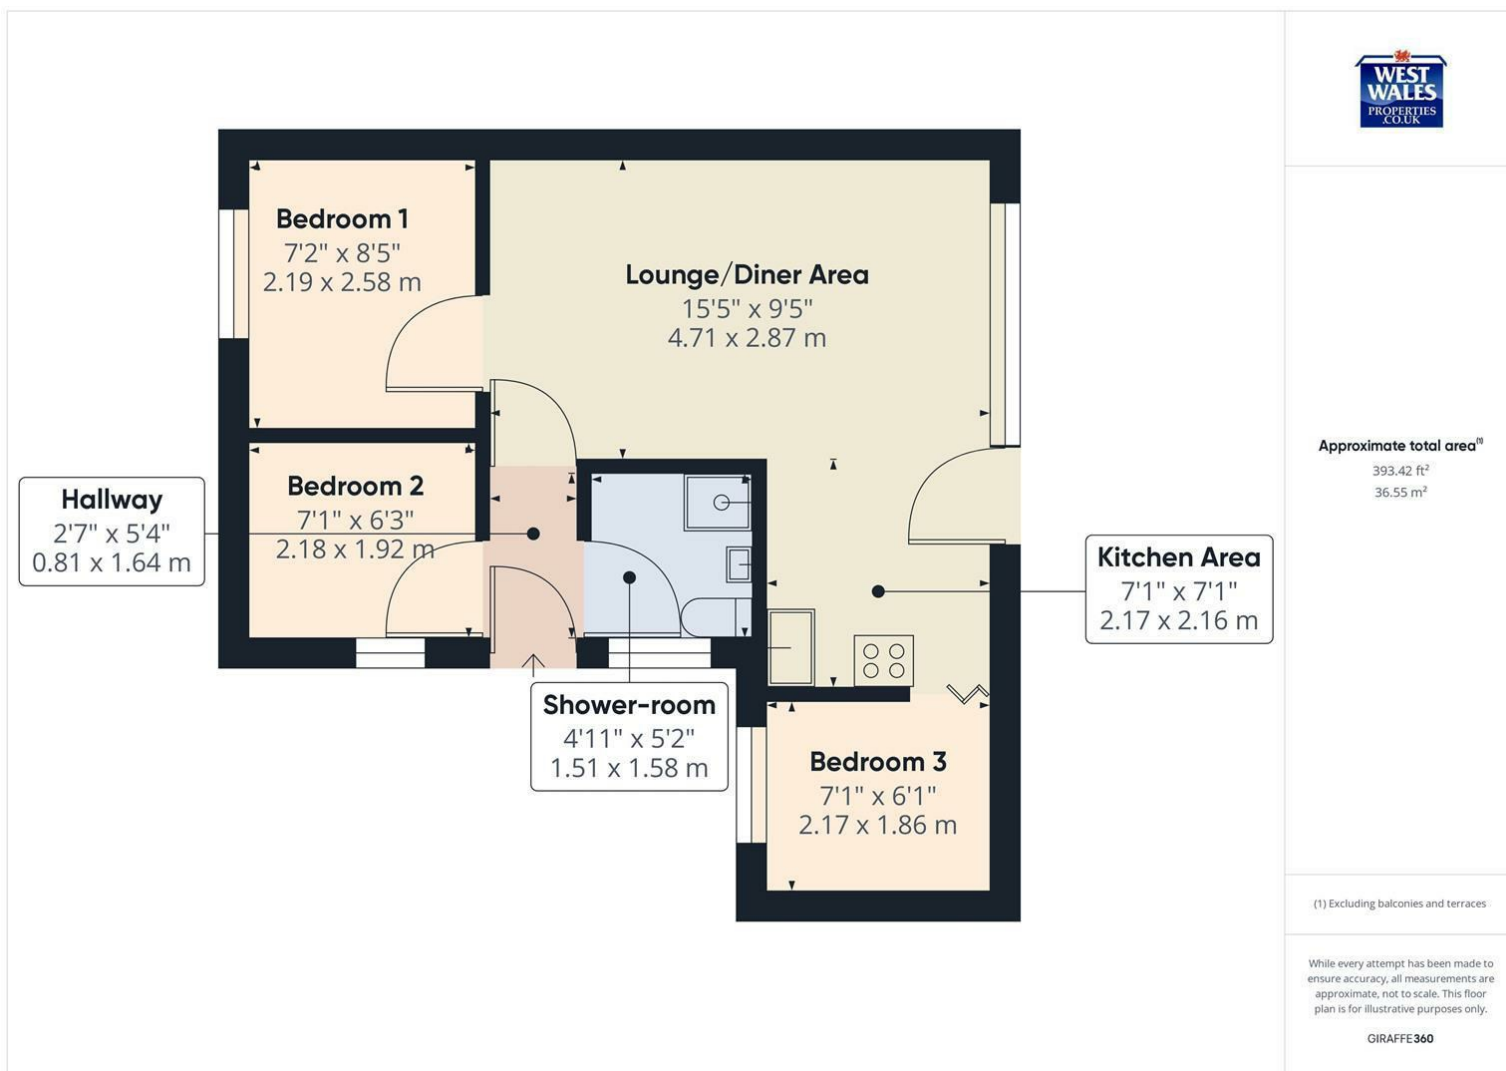 WEST
WALES
PROPERTIES
.CO.UK
Bedroom 1
7'2" x 8'5"
2.19 x 2.58 m
Lounge/Diner Area
15'5" x 9'5"
4.71 x 2.87 m
Hallway
2'7" x 5'4"
0.81 x 1.64 m
Bedroom 2
7'1" x 6'3"
2.18 x 1.92 m
Kitchen Area
7'1" x 7'1"
2.17 x 2.16 m
Shower-room
4'11" x 5'2"
1.51 x 1.58 m
Bedroom 3
7'1" x 6'1"
2.17 x 1.86 m
Approximate total area⁽¹⁾
393.42 ft²
36.55 m²
(1) Excluding balconies and terraces
While every attempt has been made to
ensure accuracy, all measurements are
approximate, not to scale. This floor
plan is for illustrative purposes only.
GIRAFFE360